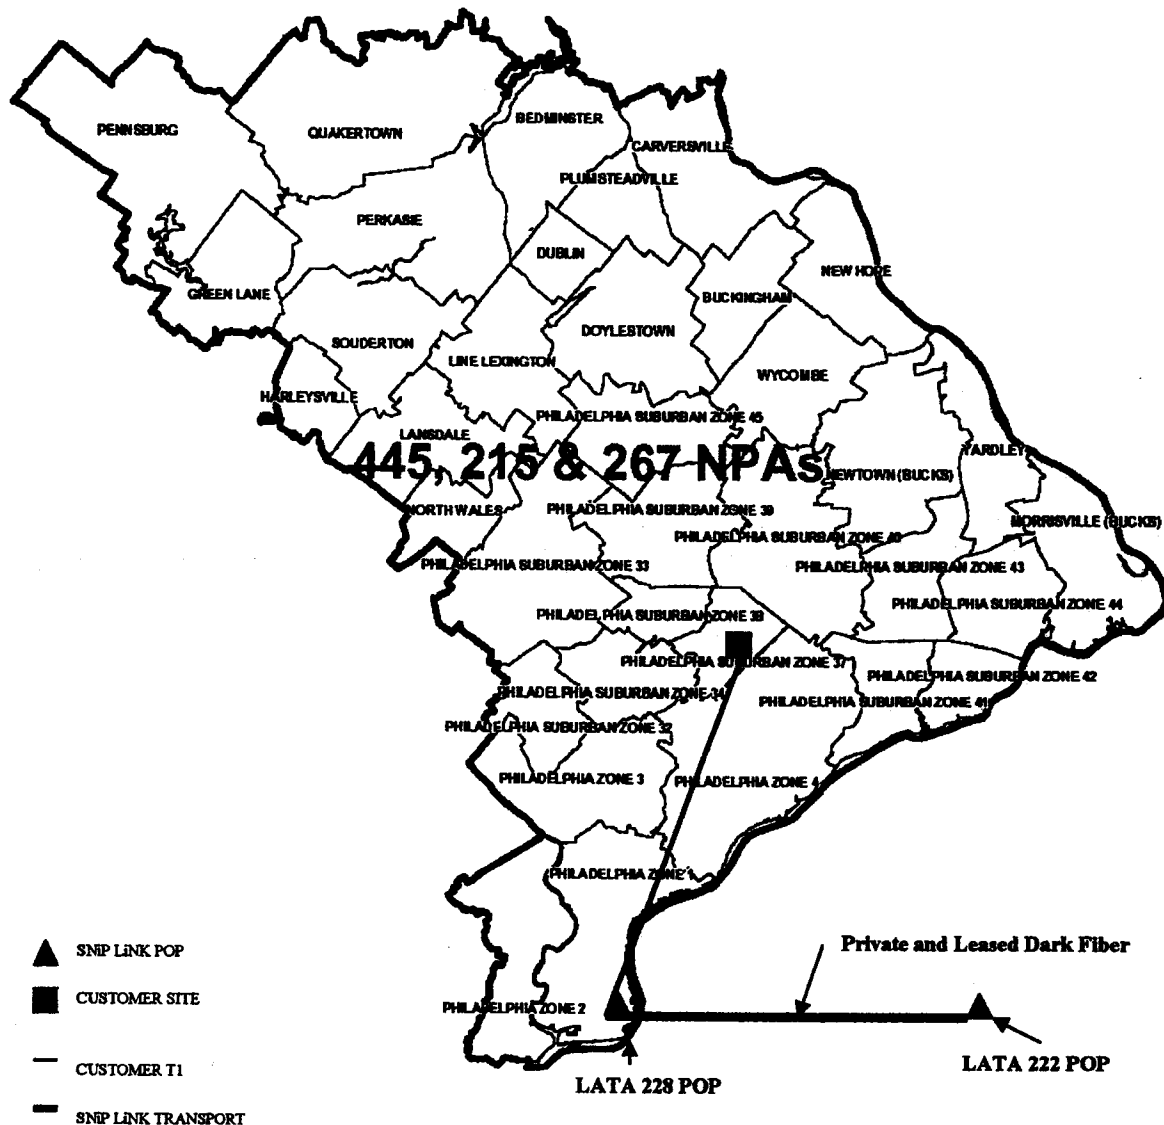 BEDMINSTER
PENNSBURG
QUAKERTOWN
CARVERSVILLE
PLUMSTEADVILLE
PERKASIE
DUBLIN
NEW HOPE
GREEN LANE
BUCKINGHAM
DOYLESTOWN
SOUDERTON
LINE LEXINGTON
WYCOMBE
HARLEYSVILLE
PHILADELPHIA SUBURBAN ZONE 45
LANSDALE
445, 215 & 267 NPAs
YARDLEY
NEWTOWN (BUCKS)
NORTH WALES
PHILADELPHIA SUBURBAN ZONE 39
MORRISVILLE (BUCKS)
PHILADELPHIA SUBURBAN ZONE 40
PHILADELPHIA SUBURBAN ZONE 33
PHILADELPHIA SUBURBAN ZONE 43
PHILADELPHIA SUBURBAN ZONE 44
PHILADELPHIA SUBURBAN ZONE 38
PHILADELPHIA SUBURBAN ZONE 37
PHILADELPHIA SUBURBAN ZONE 42
PHILADELPHIA SUBURBAN ZONE 34
PHILADELPHIA SUBURBAN ZONE 41
PHILADELPHIA SUBURBAN ZONE 32
PHILADELPHIA ZONE 3
PHILADELPHIA ZONE 4
PHILADELPHIA ZONE 1
Private and Leased Dark Fiber
SNiP LiNK POP
CUSTOMER SITE
PHILADELPHIA ZONE 2
LATA 222 POP
CUSTOMER T1
LATA 228 POP
SNiP LiNK TRANSPORT